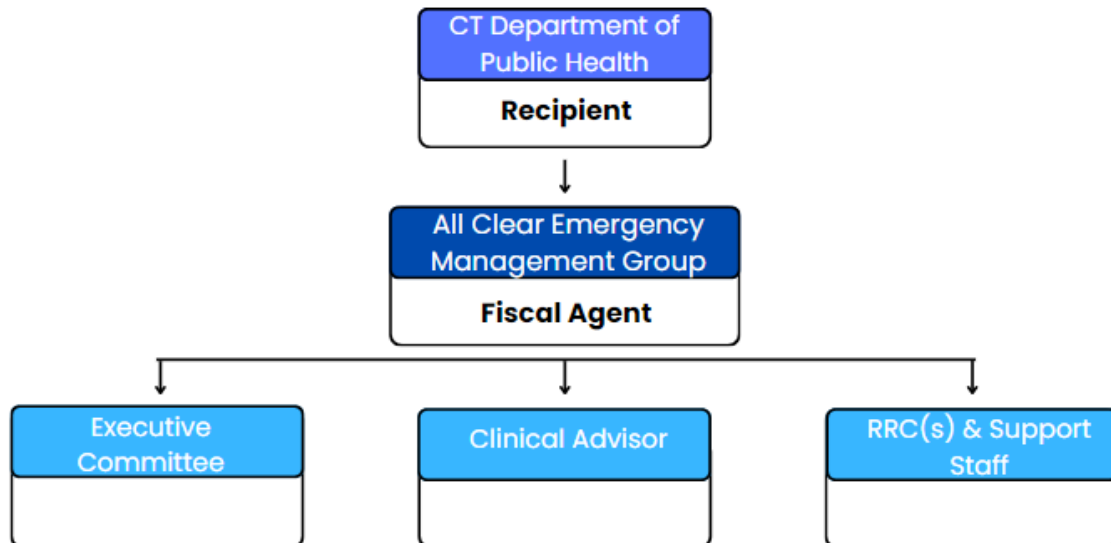 CT Department of
Public Health
Recipient
All Clear Emergency
Management Group
Fiscal Agent
Executive
Committee
Clinical Advisor
RRC(s) & Support
Staff